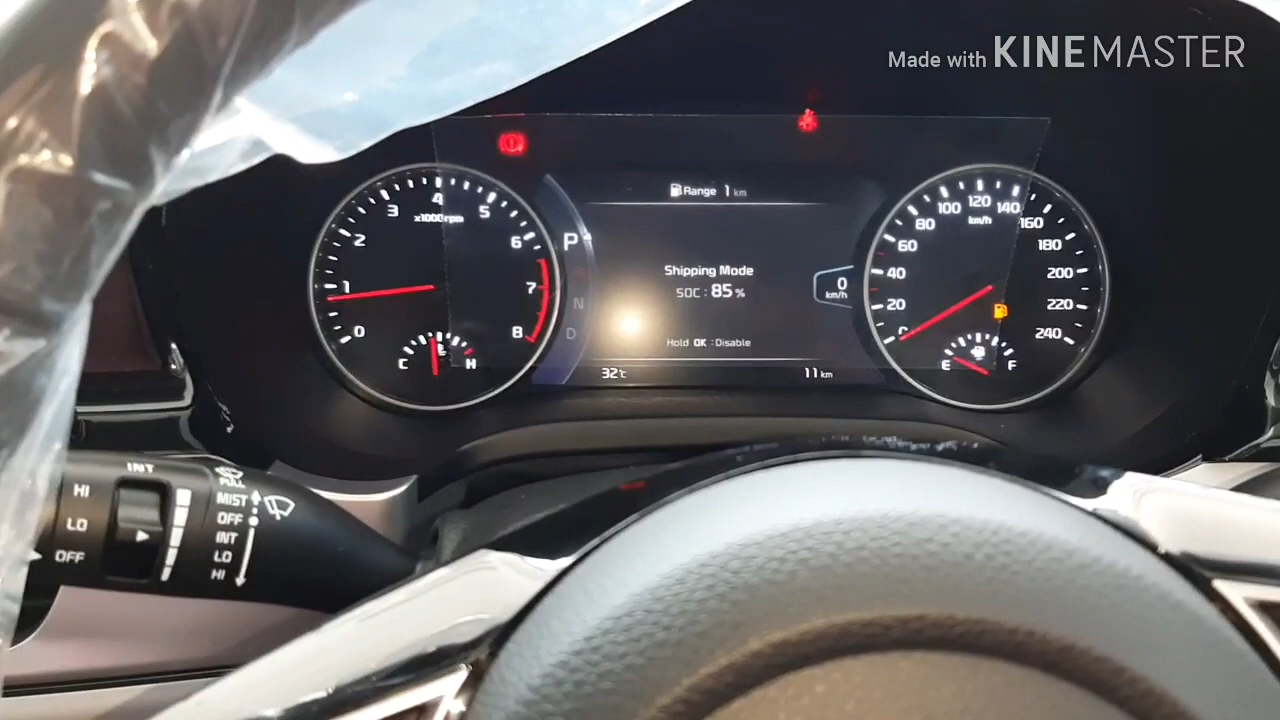 Made with KINEMASTER
Range 1 km
Shipping Mode
SOC : 85 %
Hold OK : Disable
32°C
11 km
0
km/h
P
N
D
0 1 2 3 4 5 6 7 8
x1000rpm
C H
0 20 40 60 80 100 120 140 160 180 200 220 240
km/h
E F
INT
HI
LO
OFF
PULL
MIST
OFF
INT
LO
HI